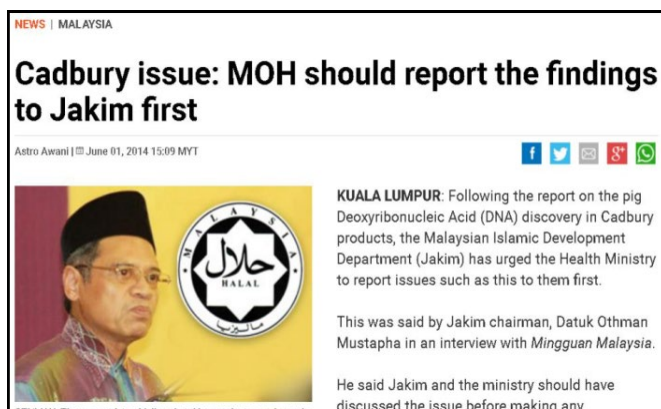 NEWS | MALAYSIA
Cadbury issue: MOH should report the findings
to Jakim first
Astro Awani | June 01, 2014 15:09 MYT
f
8+
MALAYSIA
حلال
HALAL
ماليزيا
KUALA LUMPUR: Following the report on the pig
Deoxyribonucleic Acid (DNA) discovery in Cadbury
products, the Malaysian Islamic Development
Department (Jakim) has urged the Health Ministry
to report issues such as this to them first.
This was said by Jakim chairman, Datuk Othman
Mustapha in an interview with Mingguan Malaysia.
He said Jakim and the ministry should have
discussed the issue before making any